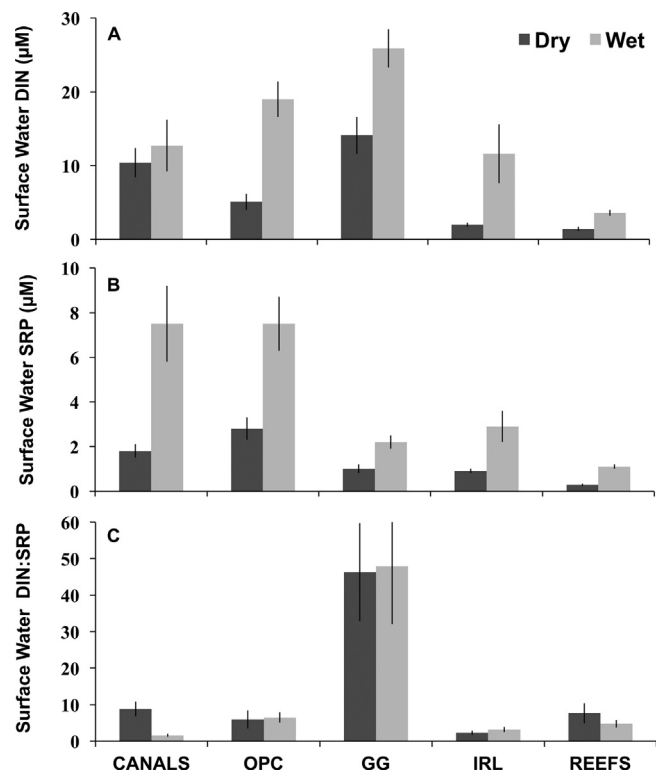 A
Dry Wet
Surface Water DIN (µM)
30
20
10
0
B
Surface Water SRP (µM)
10
8
6
4
2
0
C
Surface Water DIN:SRP
60
50
40
30
20
10
0
CANALS OPC GG IRL REEFS